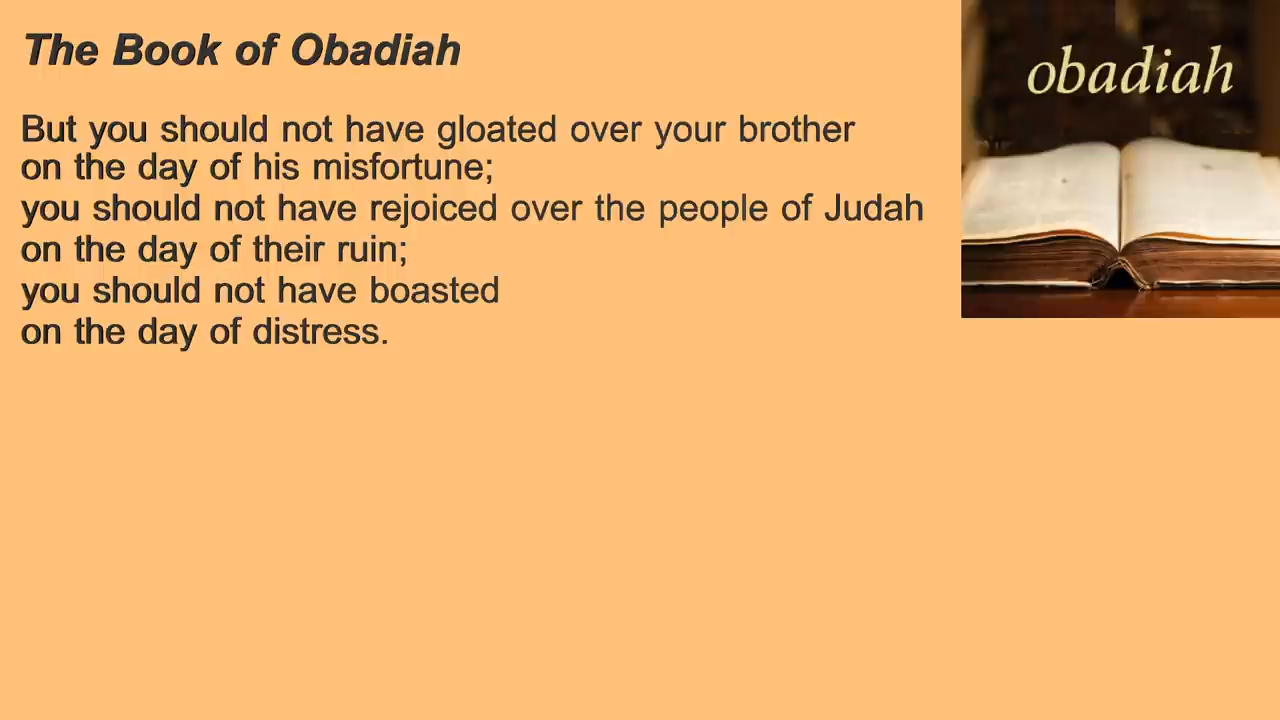 The Book of Obadiah
obadiah
But you should not have gloated over your brother
on the day of his misfortune;
you should not have rejoiced over the people of Judah
on the day of their ruin;
you should not have boasted
on the day of distress.